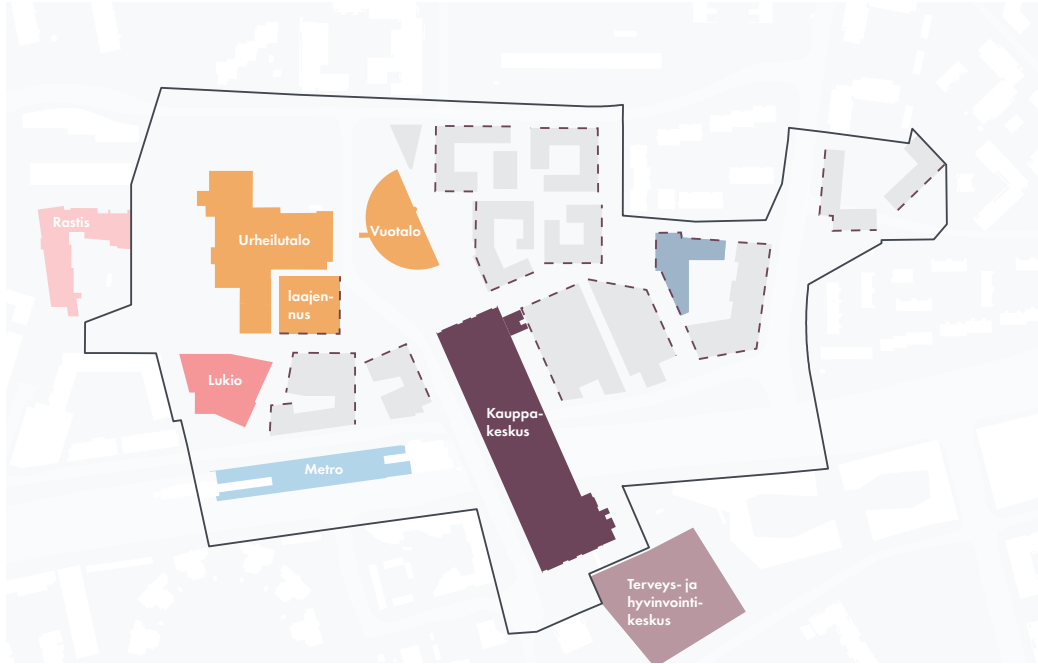 Rastis
Urheilutalo
Vuotalo
laajen-
nus
Lukio
Kauppa-
keskus
Metro
Terveys- ja
hyvinvointi-
keskus